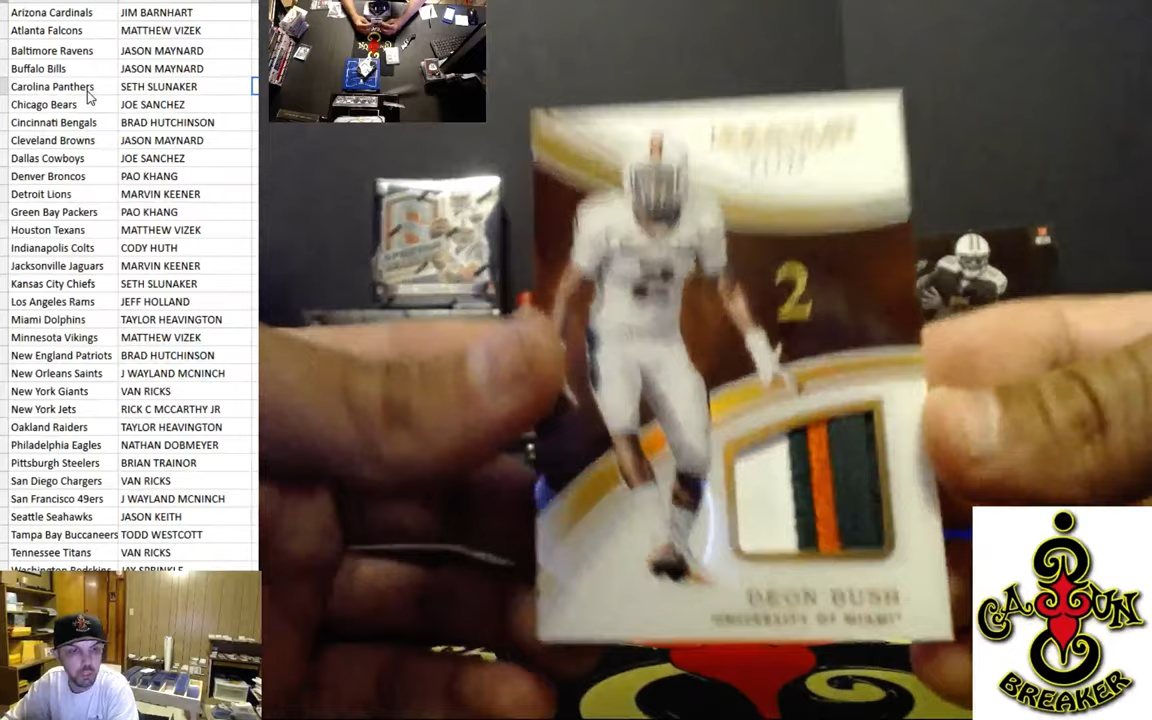 Arizona Cardinals JIM BARNHART
Atlanta Falcons MATTHEW VIZEK
Baltimore Ravens JASON MAYNARD
Buffalo Bills JASON MAYNARD
Carolina Panthers SETH SLUNAKER
Chicago Bears JOE SANCHEZ
Cincinnati Bengals BRAD HUTCHINSON
Cleveland Browns JASON MAYNARD
Dallas Cowboys JOE SANCHEZ
Denver Broncos PAO KHANG
Detroit Lions MARVIN KEENER
Green Bay Packers PAO KHANG
Houston Texans MATTHEW VIZEK
Indianapolis Colts CODY HUTH
Jacksonville Jaguars MARVIN KEENER
Kansas City Chiefs SETH SLUNAKER
Los Angeles Rams JEFF HOLLAND
Miami Dolphins TAYLOR HEAVINGTON
Minnesota Vikings MATTHEW VIZEK
New England Patriots BRAD HUTCHINSON
New Orleans Saints J WAYLAND MCNINCH
New York Giants VAN RICKS
New York Jets RICK C MCCARTHY JR
Oakland Raiders TAYLOR HEAVINGTON
Philadelphia Eagles NATHAN DOBMEYER
Pittsburgh Steelers BRIAN TRAINOR
San Diego Chargers VAN RICKS
San Francisco 49ers J WAYLAND MCNINCH
Seattle Seahawks JASON KEITH
Tampa Bay Buccaneers TODD WESTCOTT
Tennessee Titans VAN RICKS
Washington Redskins JAY SPRINKLE
2
DEON BUSH
UNIVERSITY OF MIAMI
CAJUN
BREAKER